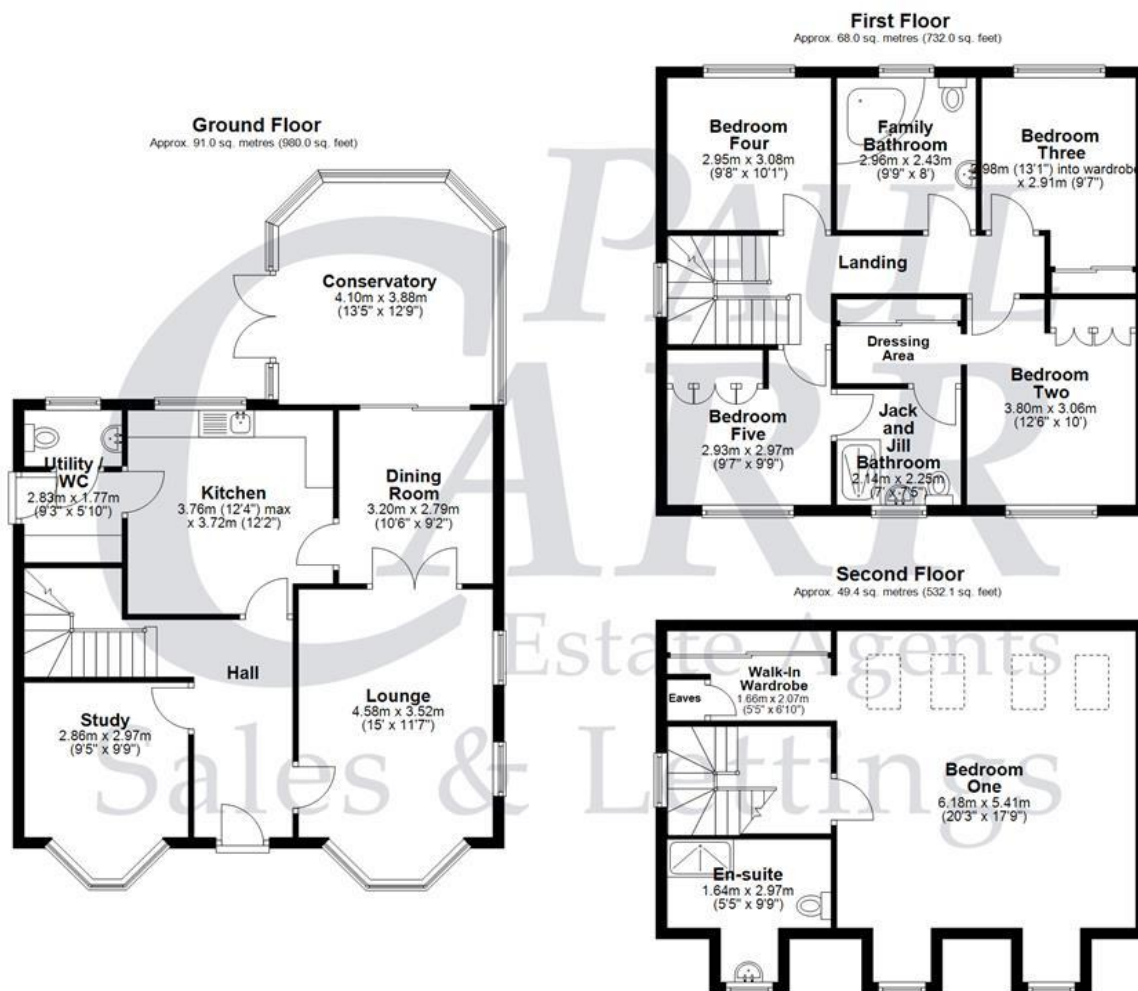 Ground Floor
Approx. 91.0 sq. metres (980.0 sq. feet)
Conservatory
4.10m x 3.88m
(13'5" x 12'9")
Utility
WC
2.83m x 1.77m
(9'3" x 5'10")
Kitchen
3.76m (12'4") max
x 3.72m (12'2")
Dining
Room
3.20m x 2.79m
(10'6" x 9'2")
Hall
Study
2.86m x 2.97m
(9'5" x 9'9")
Lounge
4.58m x 3.52m
(15' x 11'7")
First Floor
Approx. 68.0 sq. metres (732.0 sq. feet)
Bedroom
Four
2.95m x 3.08m
(9'8" x 10'1")
Family
Bathroom
2.96m x 2.43m
(9'9" x 8')
Bedroom
Three
3.98m (13'1") into wardrobe
x 2.91m (9'7")
Landing
Dressing
Area
Bedroom
Five
2.93m x 2.97m
(9'7" x 9'9")
Jack
and
Jill
Bathroom
2.14m x 2.25m
(7' x 7'5")
Bedroom
Two
3.80m x 3.06m
(12'6" x 10')
Second Floor
Approx. 49.4 sq. metres (532.1 sq. feet)
Walk-In
Wardrobe
1.66m x 2.07m
(5'5" x 6'10")
Eaves
Bedroom
One
6.18m x 5.41m
(20'3" x 17'9")
En-suite
1.64m x 2.97m
(5'5" x 9'9")
PAUL
CARR
Estate Agents
Sales & Lettings